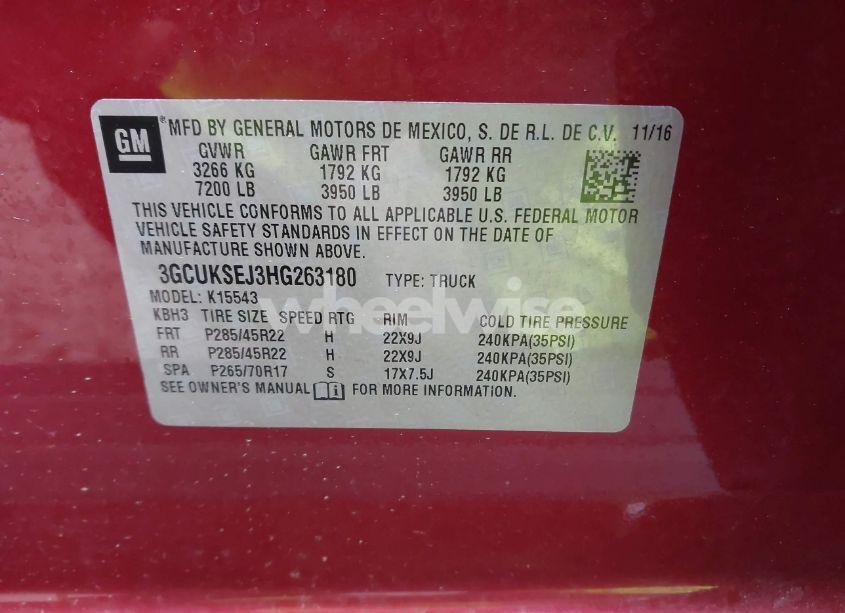 GM ® MFD BY GENERAL MOTORS DE MEXICO, S. DE R.L. DE C.V. 11/16
GVWR GAWR FRT GAWR RR
3266 KG 1792 KG 1792 KG
7200 LB 3950 LB 3950 LB
THIS VEHICLE CONFORMS TO ALL APPLICABLE U.S. FEDERAL MOTOR
VEHICLE SAFETY STANDARDS IN EFFECT ON THE DATE OF
MANUFACTURE SHOWN ABOVE.
3GCUKSEJ3HG263180 TYPE: TRUCK
MODEL: K15543
KBH3 TIRE SIZE SPEED RTG RIM COLD TIRE PRESSURE
FRT P285/45R22 H 22X9J 240KPA(35PSI)
RR P285/45R22 H 22X9J 240KPA(35PSI)
SPA P265/70R17 S 17X7.5J 240KPA(35PSI)
SEE OWNER'S MANUAL FOR MORE INFORMATION.
wheelwise